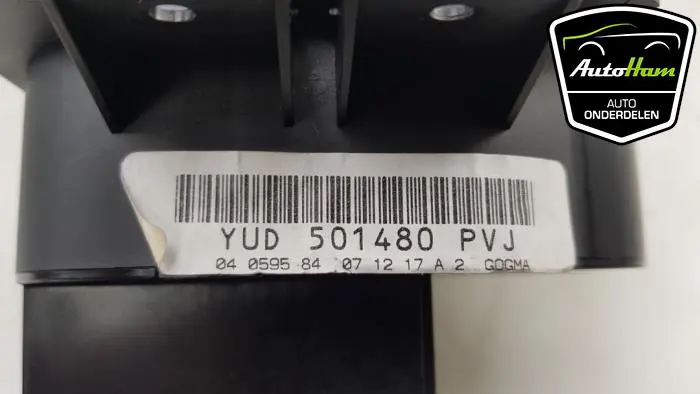 AutoHam
AUTO
ONDERDELEN
YUD 501480 PVJ
04 0595 84 07 12 17 A 2 GOGMA